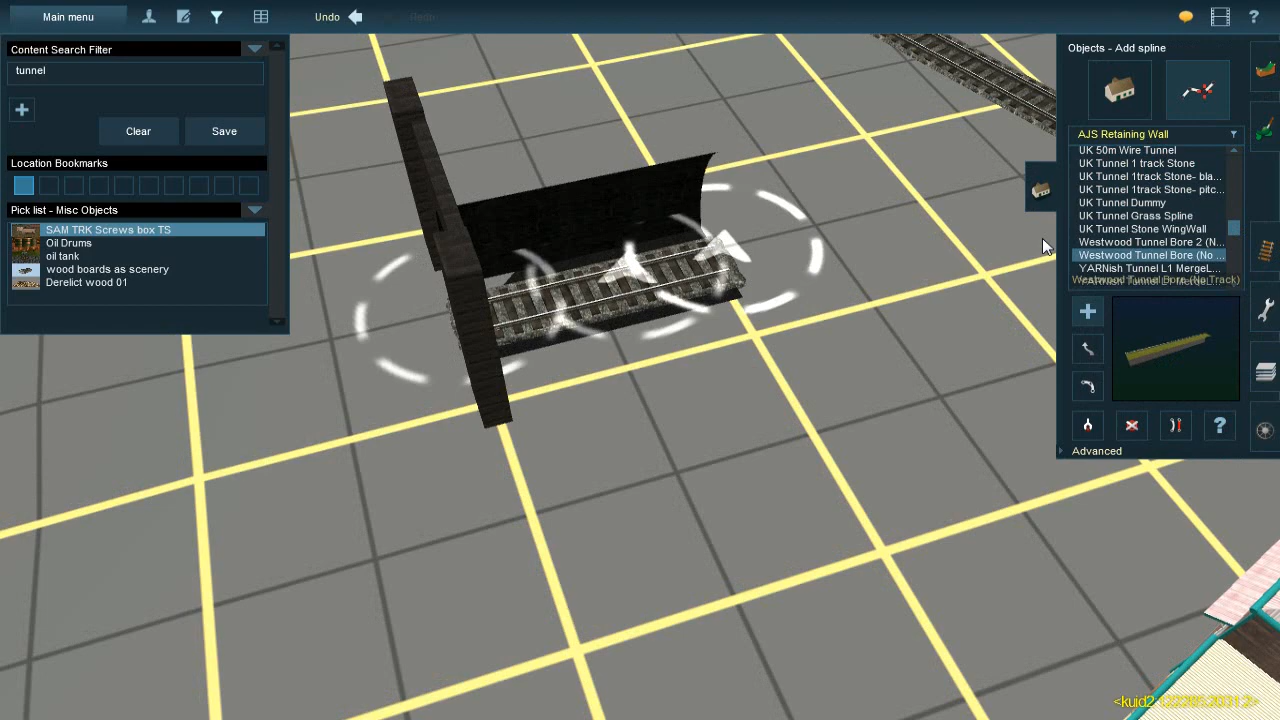 Main menu
Undo
Redo
Content Search Filter
tunnel
Clear
Save
Location Bookmarks
Pick list - Misc Objects
SAM TRK Screws box TS
Oil Drums
oil tank
wood boards as scenery
Derelict wood 01
Objects - Add spline
AJS Retaining Wall
UK 50m Wire Tunnel
UK Tunnel 1 track Stone
UK Tunnel 1track Stone- bla...
UK Tunnel 1track Stone- pitc...
UK Tunnel Dummy
UK Tunnel Grass Spline
UK Tunnel Stone WingWall
Westwood Tunnel Bore 2 (N...
Westwood Tunnel Bore (No ...
YARNish Tunnel L1 MergeL...
Westwood Tunnel Bore (No Track)
Advanced